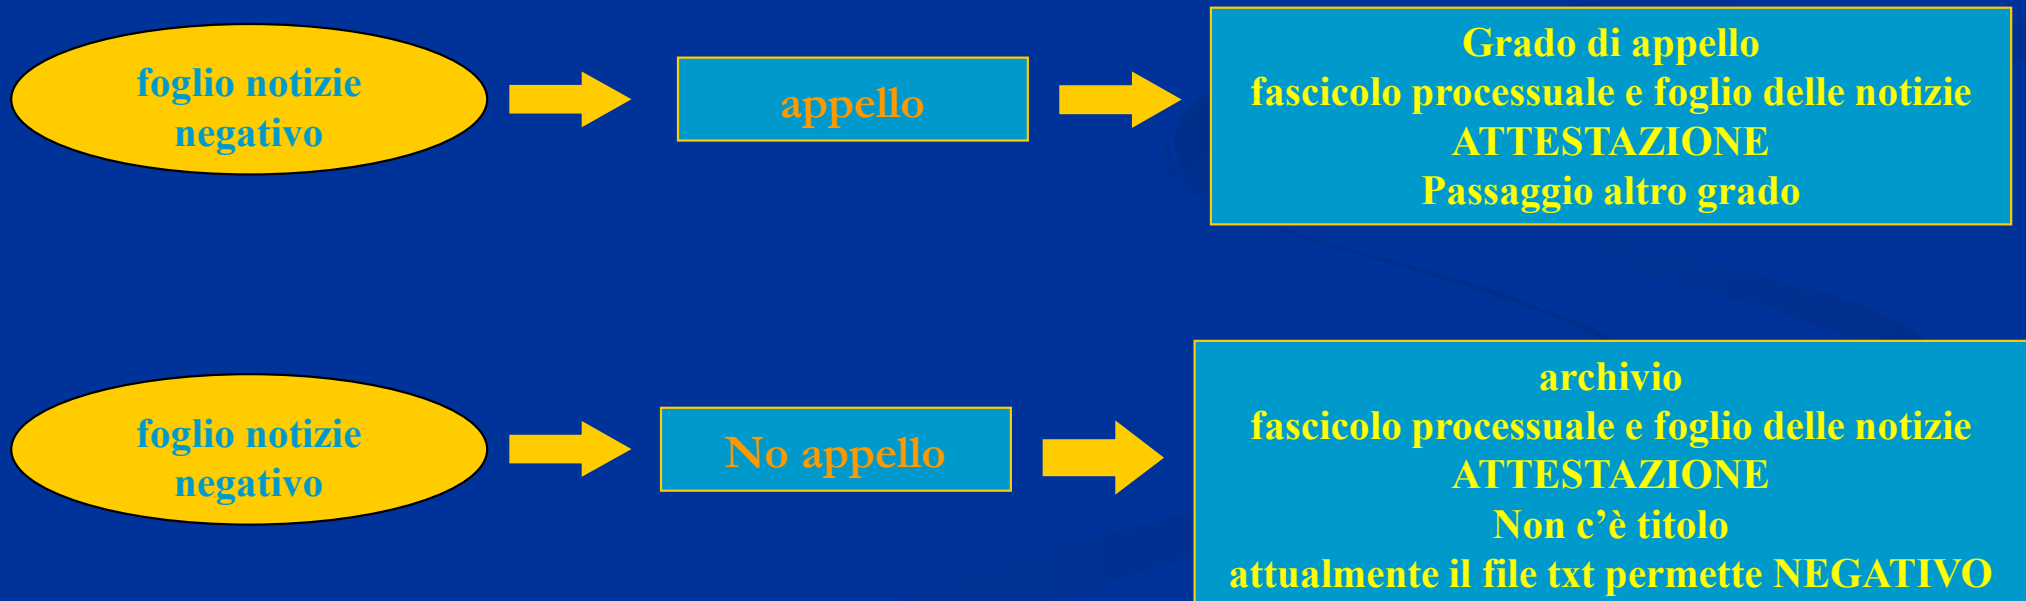 foglio notizie
negativo
appello
Grado di appello
fascicolo processuale e foglio delle notizie
ATTESTAZIONE
Passaggio altro grado
foglio notizie
negativo
No appello
archivio
fascicolo processuale e foglio delle notizie
ATTESTAZIONE
Non c’è titolo
attualmente il file txt permette NEGATIVO